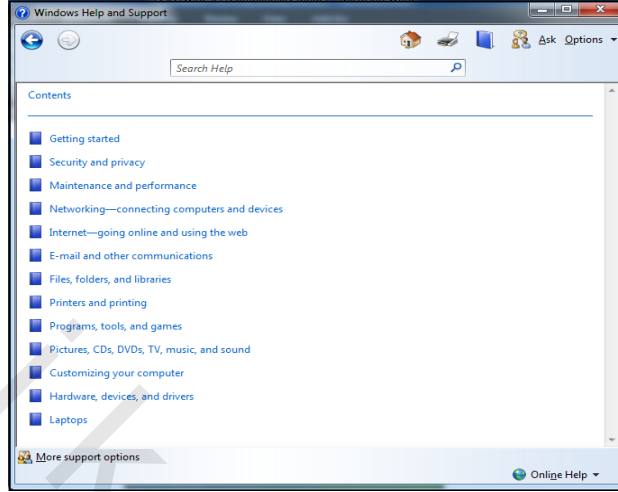 Windows Help and Support
Ask Options
Search Help
Contents
Getting started
Security and privacy
Maintenance and performance
Networking—connecting computers and devices
Internet—going online and using the web
E-mail and other communications
Files, folders, and libraries
Printers and printing
Programs, tools, and games
Pictures, CDs, DVDs, TV, music, and sound
Customizing your computer
Hardware, devices, and drivers
Laptops
More support options
Online Help